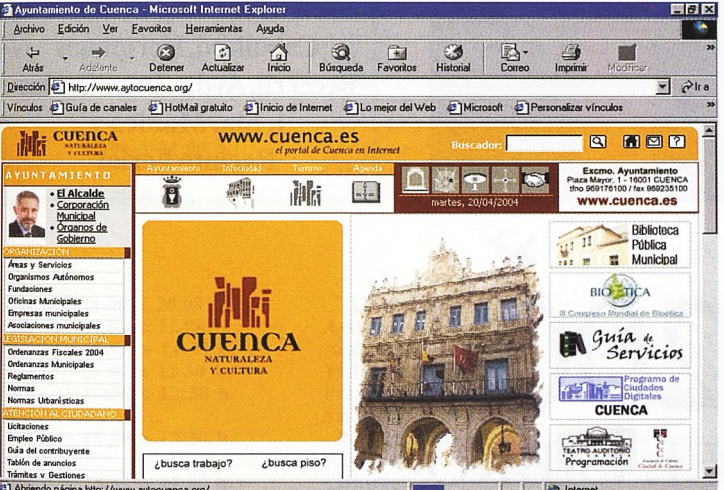 Ayuntamiento de Cuenca - Microsoft Internet Explorer
Archivo Edición Ver Favoritos Herramientas Ayuda
Atrás Adelante Detener Actualizar Inicio Búsqueda Favoritos Historial Correo Imprimir Modificar
Dirección http://www.aytocuenca.org/ Ir a
Vínculos Guía de canales HotMail gratuito Inicio de Internet Lo mejor del Web Microsoft Personalizar vínculos
CUENCA
NATURALEZA
Y CULTURA
www.cuenca.es
el portal de Cuenca en Internet
Buscador:
AYUNTAMIENTO
El Alcalde
Corporación
Municipal
Órganos de
Gobierno
ORGANIZACIÓN
Áreas y Servicios
Organismos Autónomos
Fundaciones
Oficinas Municipales
Empresas municipales
Asociaciones municipales
LEGISLACIÓN MUNICIPAL
Ordenanzas Fiscales 2004
Ordenanzas Municipales
Reglamentos
Normas
Normas Urbanísticas
ATENCIÓN AL CIUDADANO
Licitaciones
Empleo Público
Guía del contribuyente
Tablón de anuncios
Trámites y Gestiones
Ayuntamiento Infociudad Turismo Agenda
martes, 20/04/2004
Excmo. Ayuntamiento
Plaza Mayor, 1 - 16001 CUENCA
tfno 969176100 / fax 969235100
www.cuenca.es
CUENCA
NATURALEZA
Y CULTURA
¿busca trabajo? ¿busca piso?
Biblioteca
Pública
Municipal
BIOÉTICA
III Congreso Mundial de Bioética
Guía de
Servicios
Programa de
Ciudades
Digitales
CUENCA
TEATRO-AUDITORIO
Programación
Ciudad de Cuenca
Abriendo página http://www.aytocuenca.org/
Internet